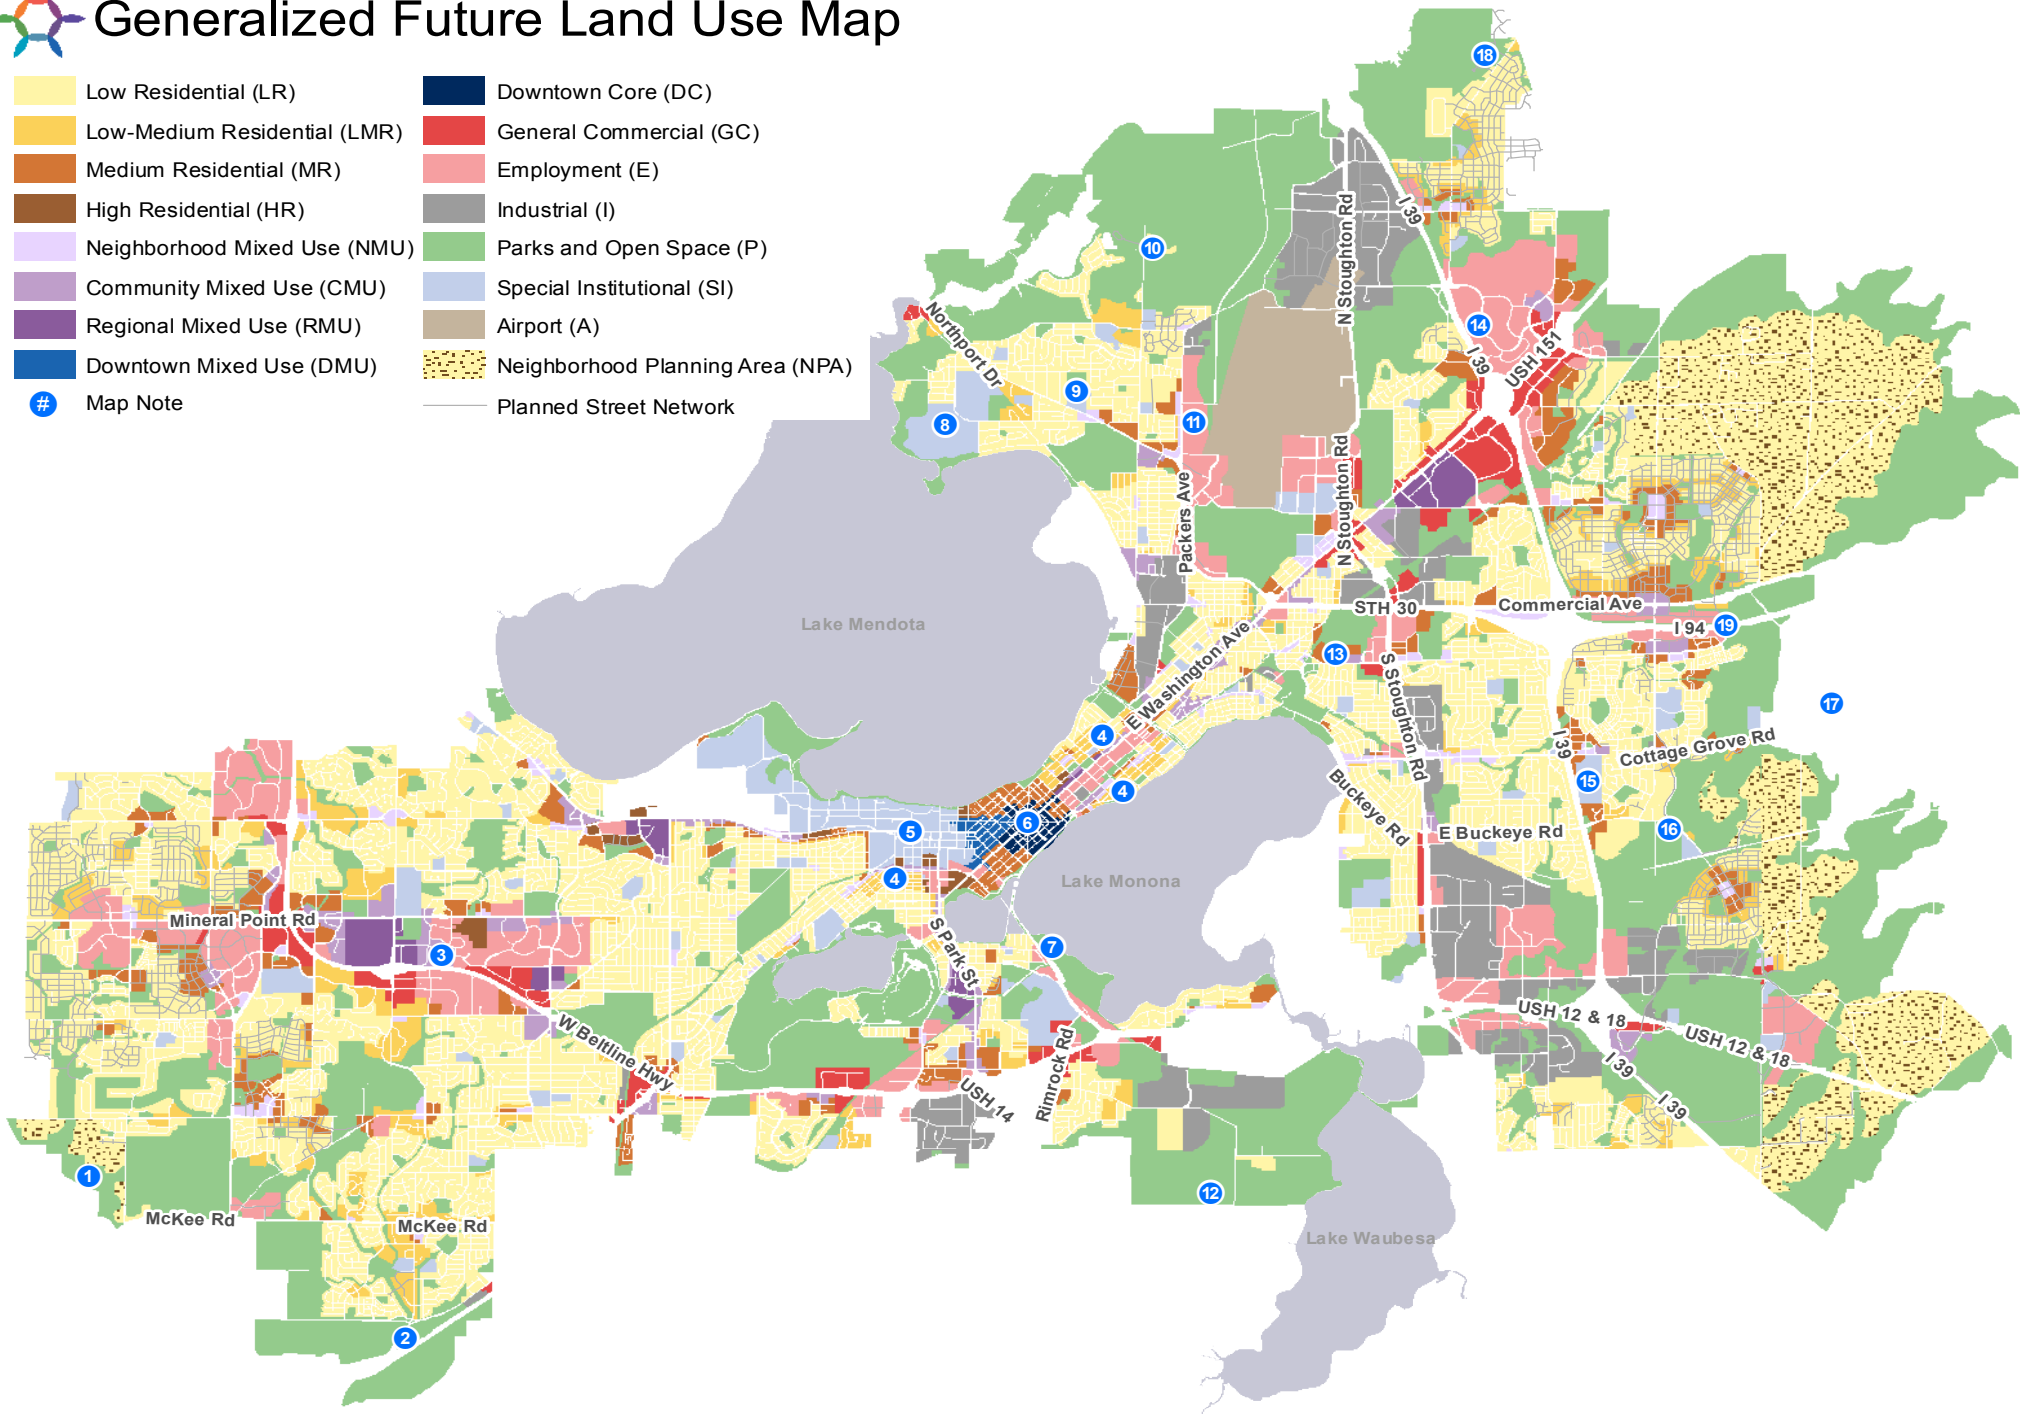 Generalized Future Land Use Map
Low Residential (LR)
Low-Medium Residential (LMR)
Medium Residential (MR)
High Residential (HR)
Neighborhood Mixed Use (NMU)
Community Mixed Use (CMU)
Regional Mixed Use (RMU)
Downtown Mixed Use (DMU)
# Map Note
Downtown Core (DC)
General Commercial (GC)
Employment (E)
Industrial (I)
Parks and Open Space (P)
Special Institutional (SI)
Airport (A)
Neighborhood Planning Area (NPA)
Planned Street Network
18
N Stoughton Rd
I 39
10
Northport Dr
14
I 39
USH 151
9
8
11
N Stoughton Rd
Packers Ave
STH 30
Commercial Ave
Lake Mendota
I 94
19
13
E Washington Ave
S Stoughton Rd
17
4
I 39
Cottage Grove Rd
15
4
Buckeye Rd
6
5
E Buckeye Rd
16
4
Lake Monona
Mineral Point Rd
3
S Park St
7
USH 12 & 18
USH 12 & 18
W Beltline Hwy
Rimrock Rd
USH 14
I 39
I 39
1
12
McKee Rd
McKee Rd
Lake Waubesa
2